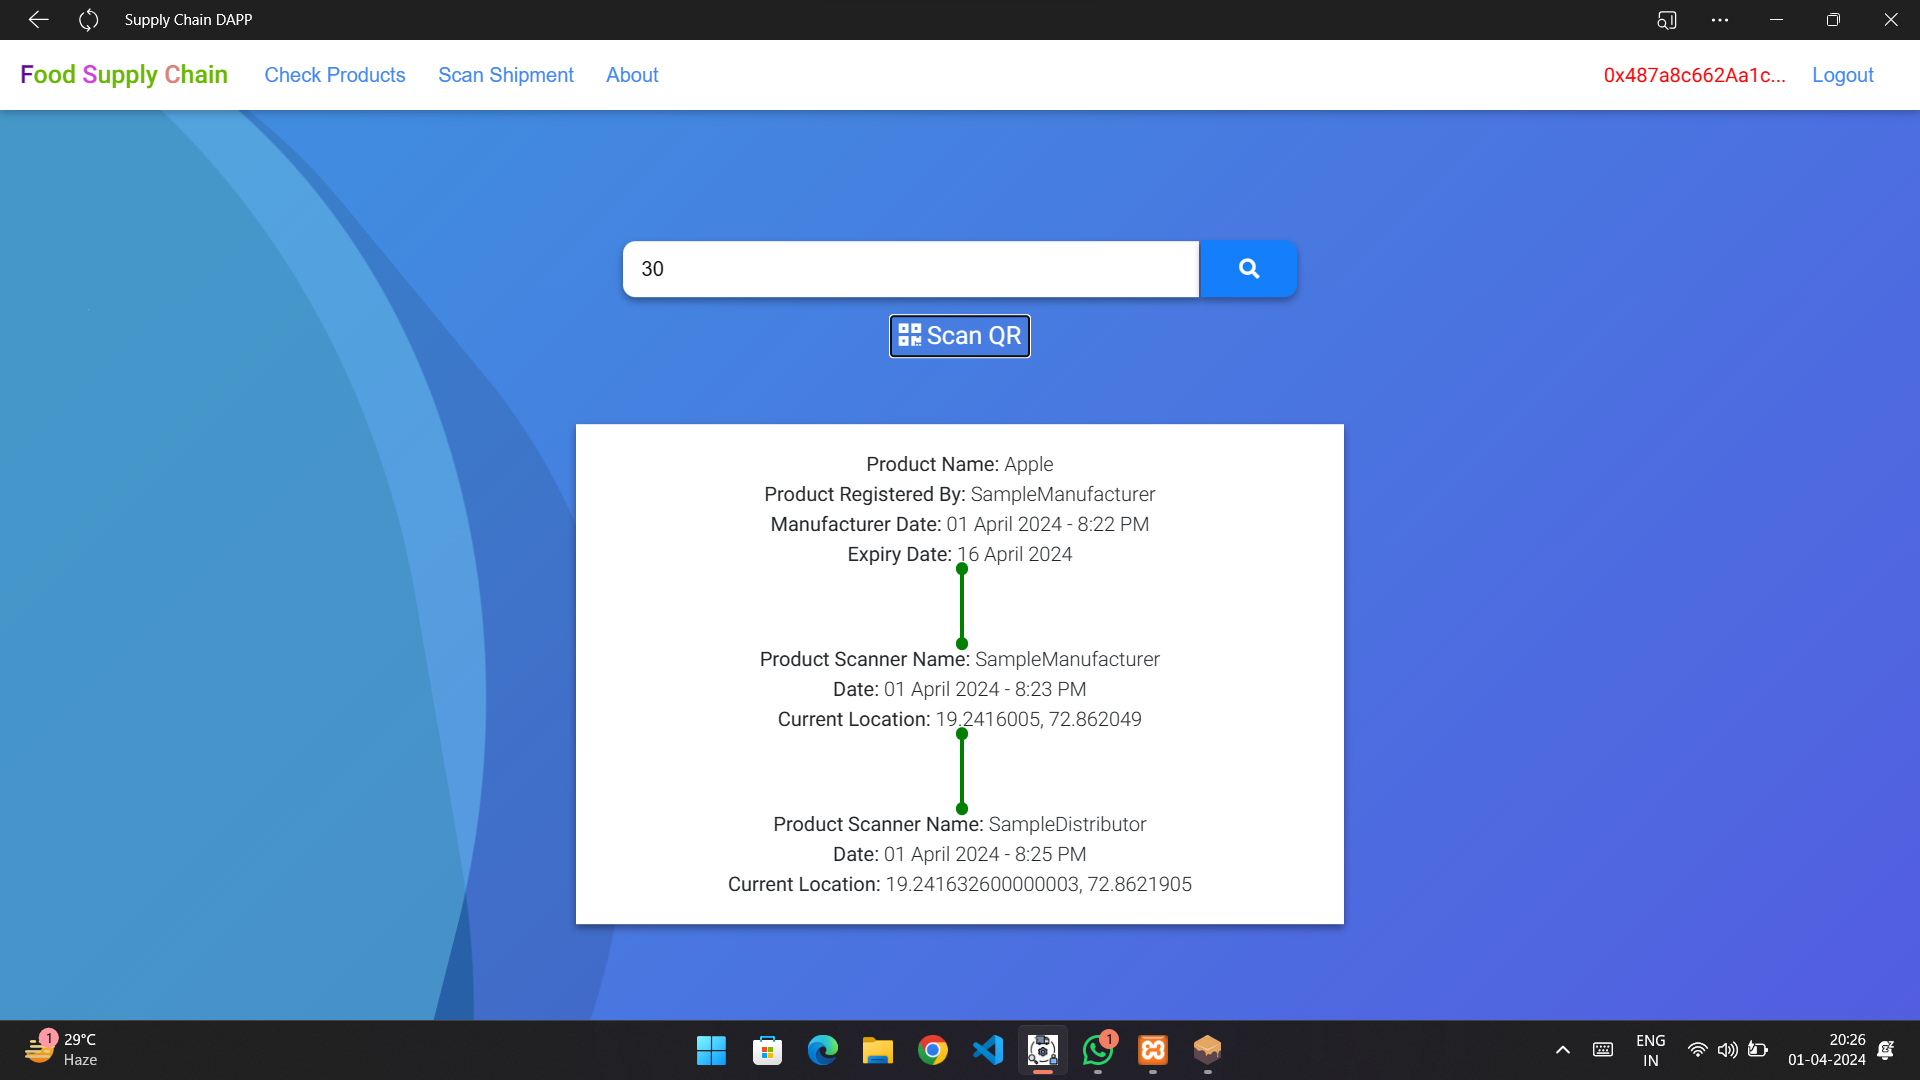 Supply Chain DAPP
Food Supply Chain Check Products Scan Shipment About 0x487a8c662Aa1c... Logout
30
Scan QR
Product Name: Apple
Product Registered By: SampleManufacturer
Manufacturer Date: 01 April 2024 - 8:22 PM
Expiry Date: 16 April 2024
Product Scanner Name: SampleManufacturer
Date: 01 April 2024 - 8:23 PM
Current Location: 19.2416005, 72.862049
Product Scanner Name: SampleDistributor
Date: 01 April 2024 - 8:25 PM
Current Location: 19.241632600000003, 72.8621905
1 29°C
Haze
1
ENG
IN
20:26
01-04-2024